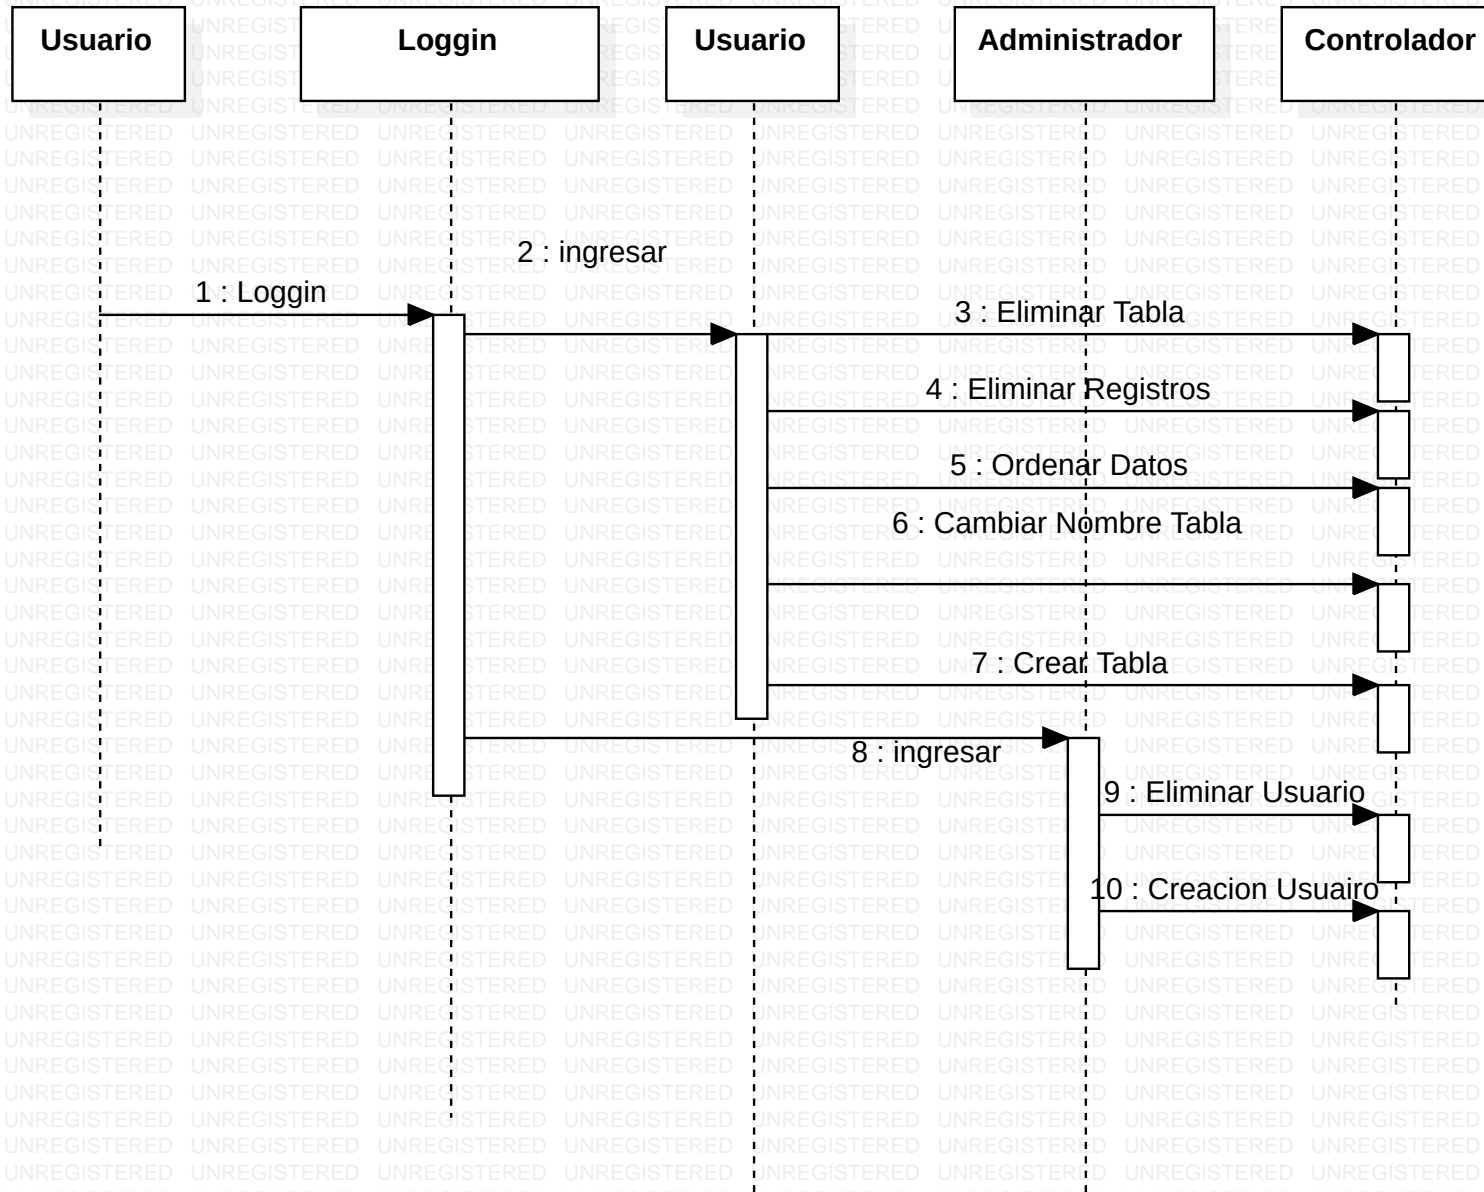 Usuario
Loggin
Usuario
Administrador
Controlador
2 : ingresar
1 : Loggin
3 : Eliminar Tabla
4 : Eliminar Registros
5 : Ordenar Datos
6 : Cambiar Nombre Tabla
7 : Crear Tabla
8 : ingresar
9 : Eliminar Usuario
10 : Creacion Usuairo
UNREGISTERED